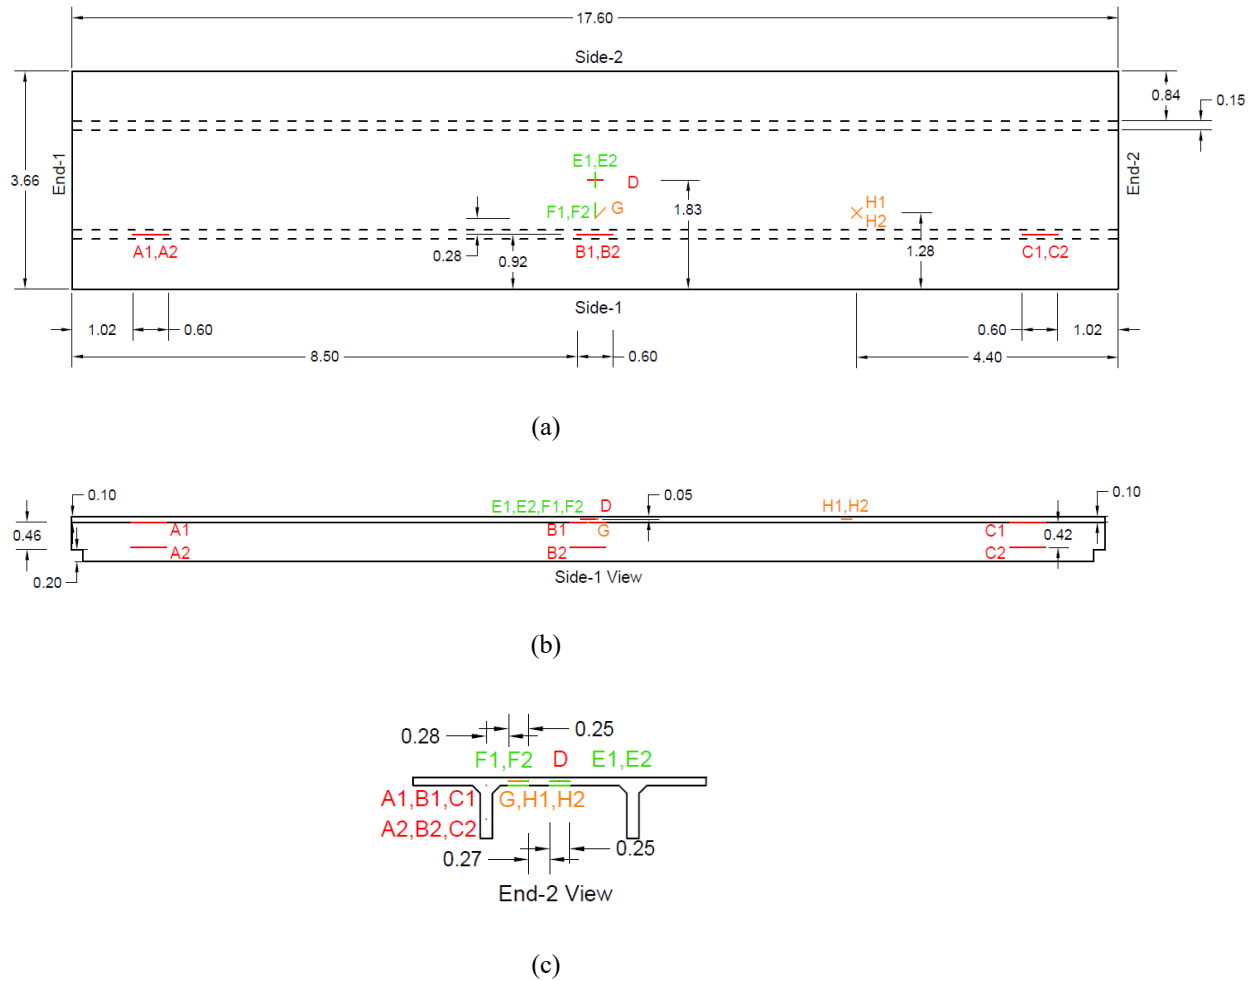 17.60
Side-2
0.84
0.15
End-1
3.66
End-2
E1,E2
D
1.83
F1,F2
G
H1
H2
A1,A2
0.28
0.92
B1,B2
1.28
C1,C2
Side-1
1.02
0.60
0.60
1.02
8.50
0.60
4.40
(a)
0.10
E1,E2,F1,F2
D
0.05
H1,H2
0.10
0.46
A1
B1
G
C1
0.42
A2
B2
C2
0.20
Side-1 View
(b)
0.28
0.25
F1,F2
D
E1,E2
A1,B1,C1
G,H1,H2
A2,B2,C2
0.27
0.25
End-2 View
(c)